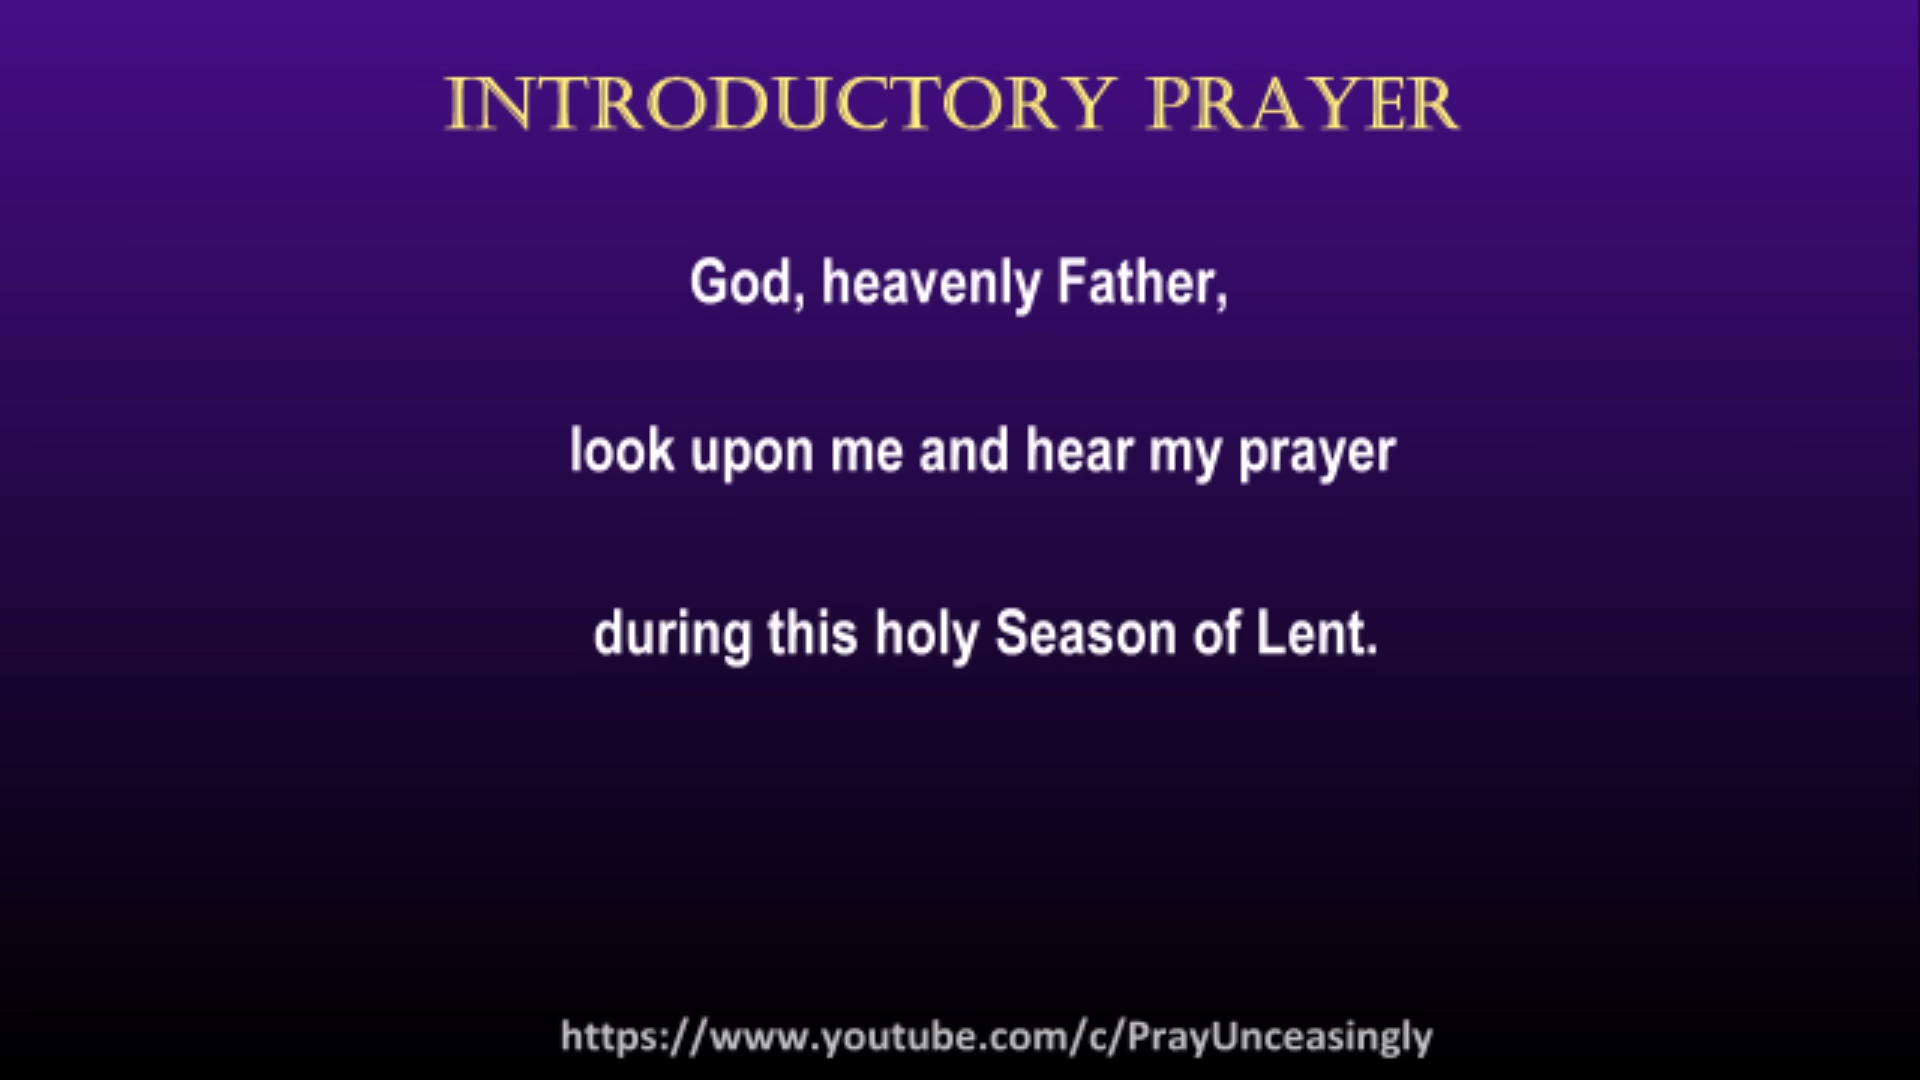 INTRODUCTORY PRAYER
God, heavenly Father,
look upon me and hear my prayer
during this holy Season of Lent.
https://www.youtube.com/c/PrayUnceasingly